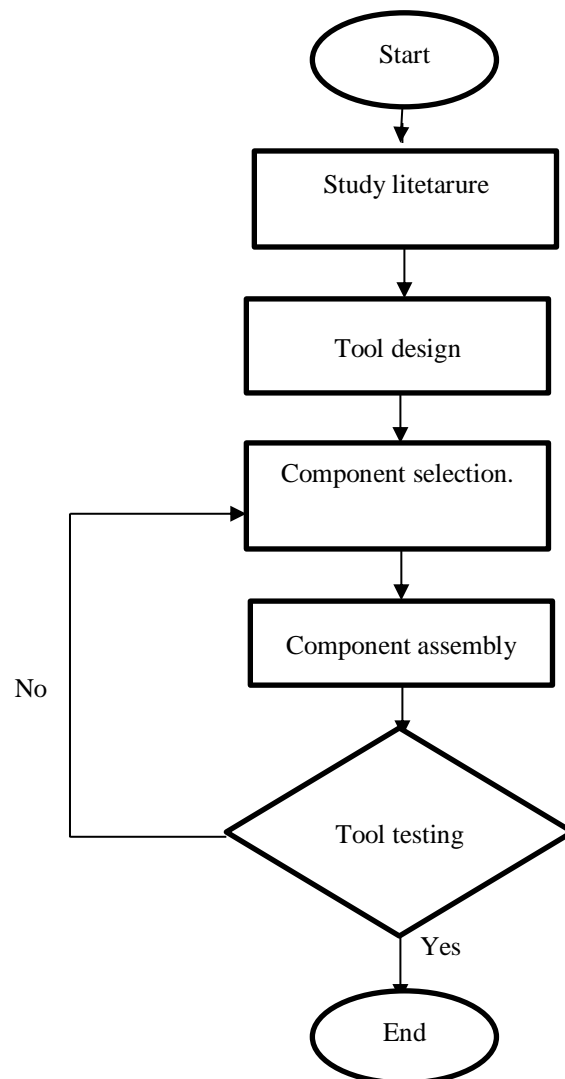 Start
Study litetarure
Tool design
Component selection.
Component assembly
No
Tool testing
Yes
End